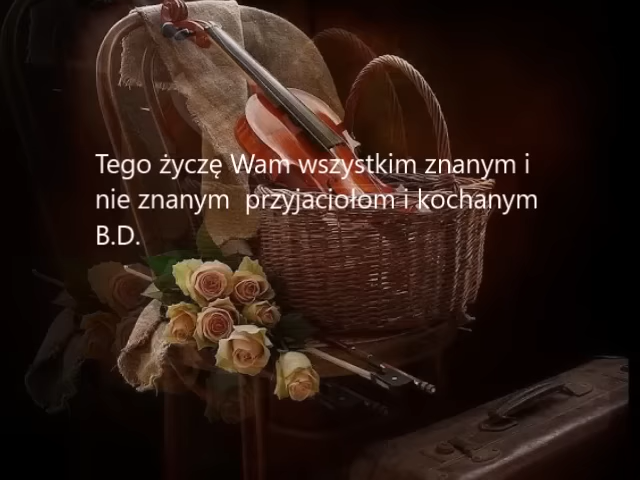 Tego życzę Wam wszystkim znanym i
nie znanym  przyjaciołom i kochanym
B.D.